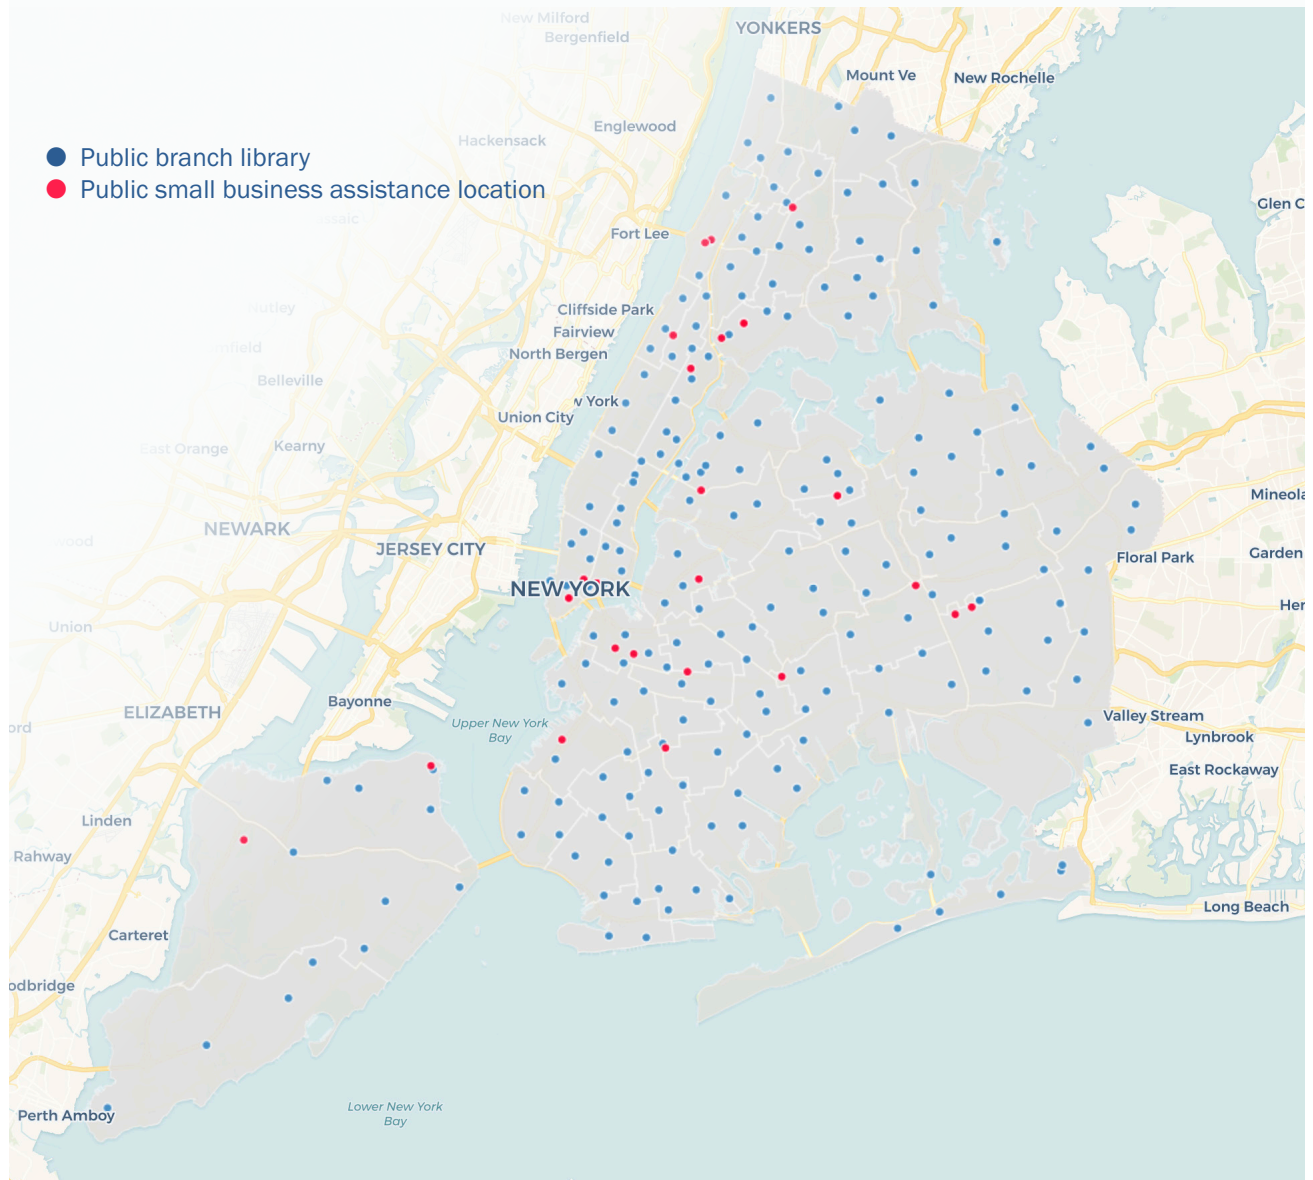 New Milford
YONKERS
Bergenfield
Mount Ve
New Rochelle
Englewood
Hackensack
Public branch library
Public small business assistance location
Glen C
Fort Lee
Nutley
Cliffside Park
Fairview
North Bergen
Belleville
w York
Union City
East Orange
Kearny
Mineola
NEWARK
JERSEY CITY
Floral Park
Garden
NEW YORK
Her
Union
Bayonne
ELIZABETH
Upper New York
Bay
Valley Stream
ord
Lynbrook
East Rockaway
Linden
Rahway
Long Beach
Carteret
odbridge
Lower New York
Bay
Perth Amboy